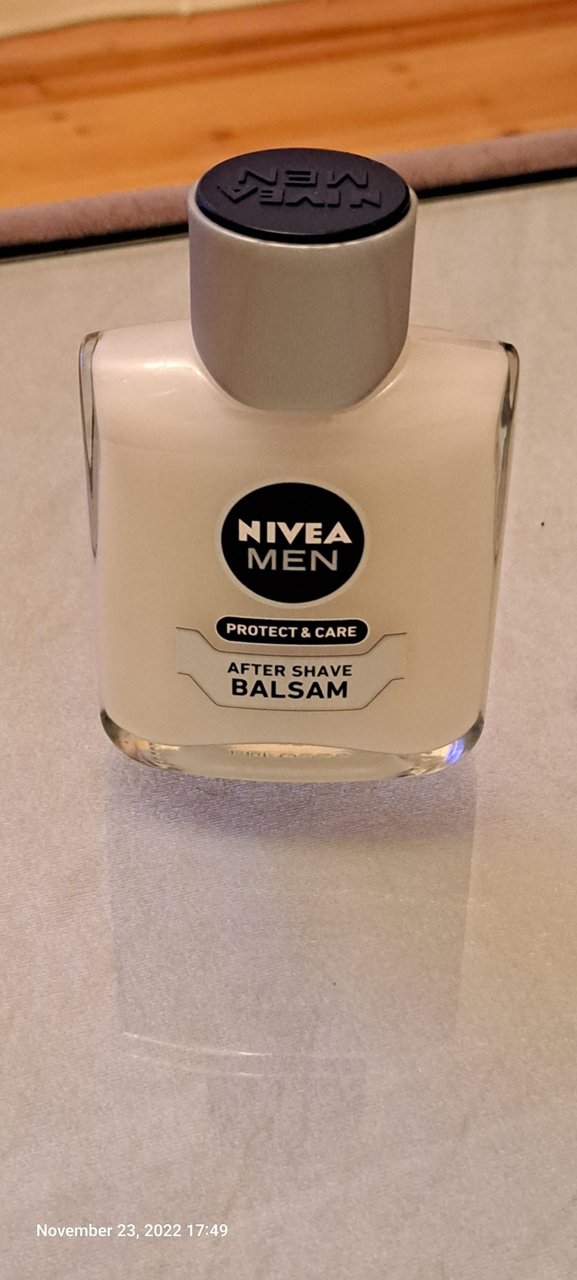 NIVEA
MEN
NIVEA
MEN
PROTECT & CARE
AFTER SHAVE
BALSAM
November 23, 2022 17:49